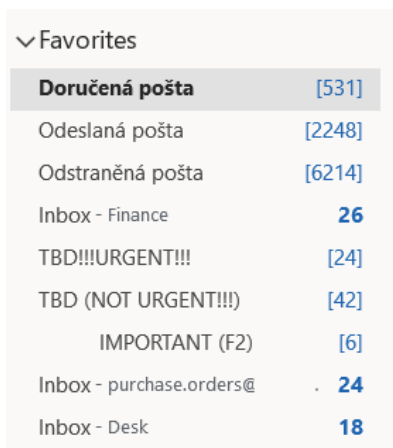 Favorites
Doručená pošta [531]
Odeslaná pošta [2248]
Odstraněná pošta [6214]
Inbox - Finance 26
TBD!!!URGENT!!! [24]
TBD (NOT URGENT!!!) [42]
IMPORTANT (F2) [6]
Inbox - purchase.orders@ . 24
Inbox - Desk 18